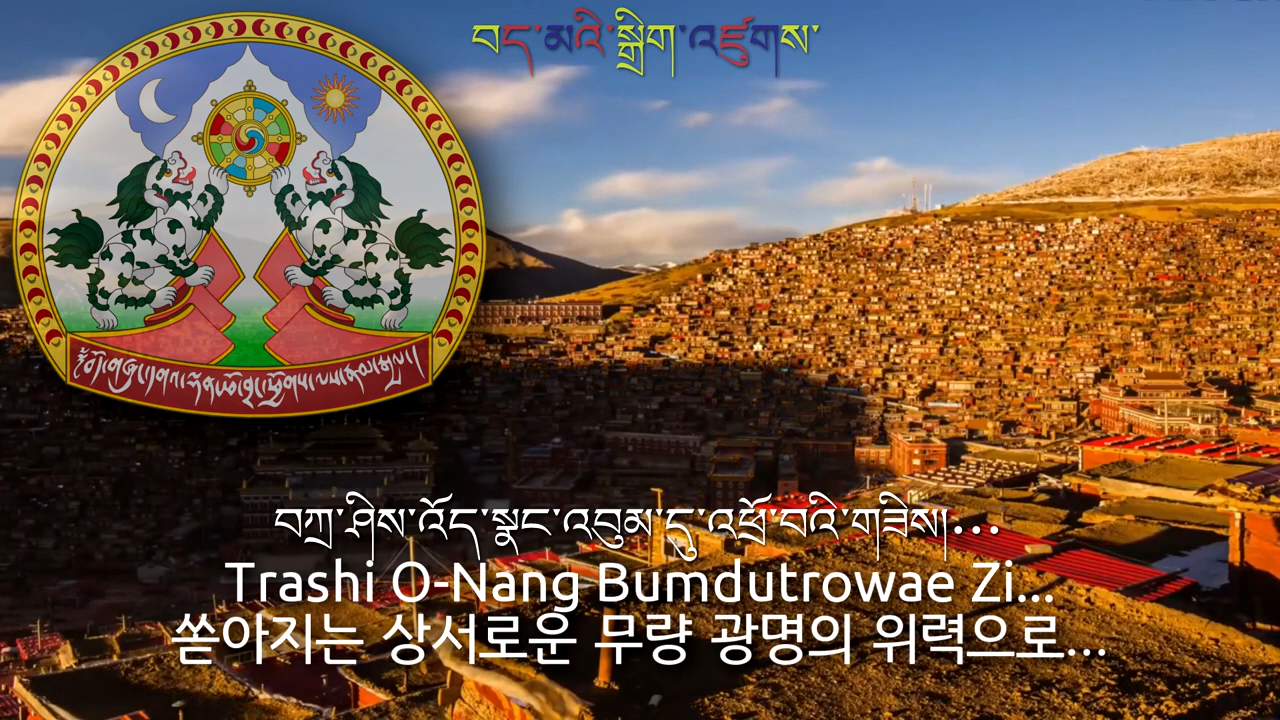 བད་མའི་སྒྲིག་འཛུགས་
བཀྲ་ཤིས་འོད་སྣང་འབུམ་དུ་འཕྲོ་བའི་གཟིས།…
Trashi O-Nang Bumdutrowae Zi...
쏟아지는 상서로운 무량 광명의 위력으로…